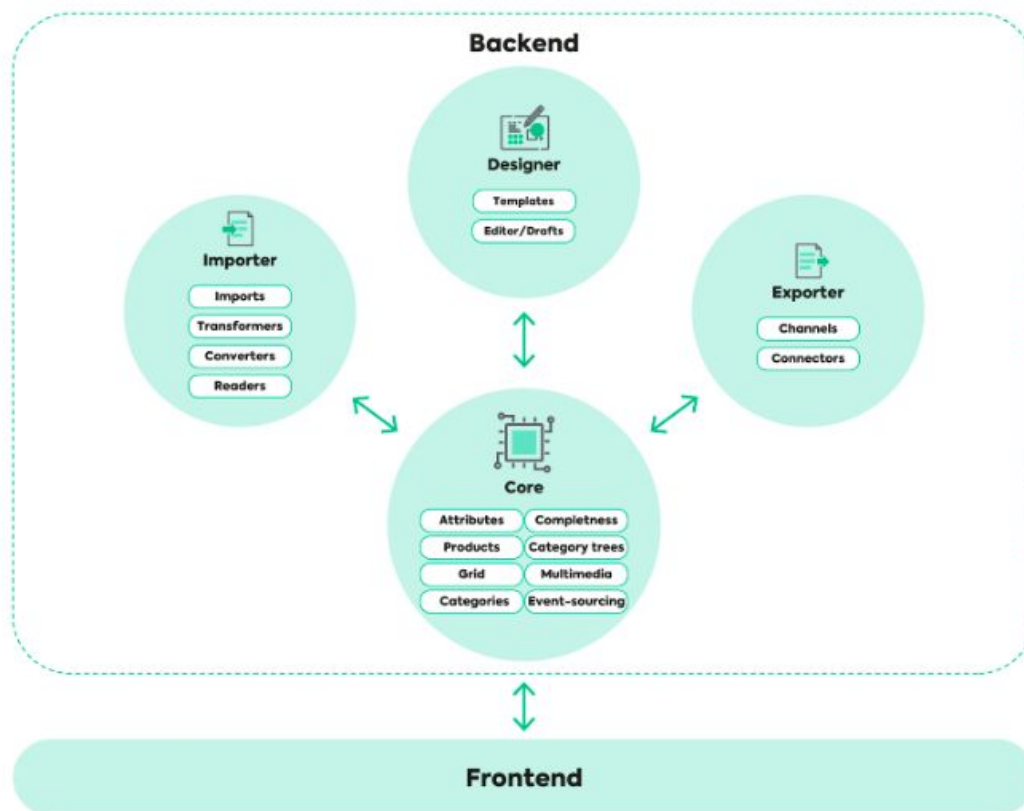 Backend
Designer
Templates
Editor/Drafts
Importer
Imports
Transformers
Converters
Readers
Exporter
Channels
Connectors
Core
Attributes Completness
Products Category trees
Grid Multimedia
Categories Event-sourcing
Frontend